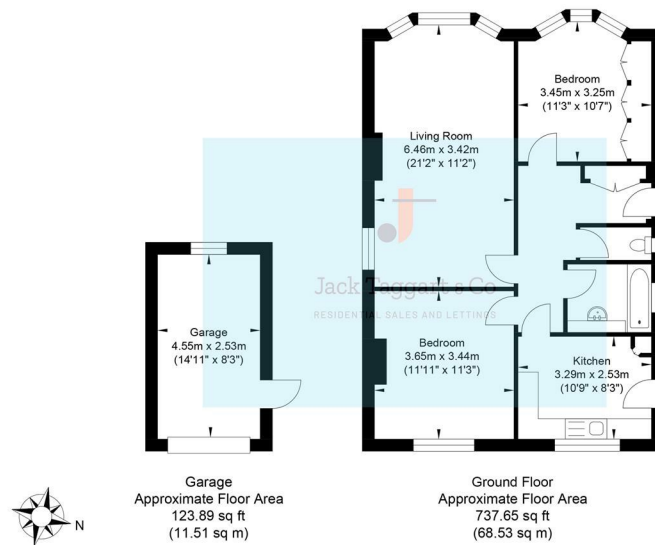 Bedroom
3.45m x 3.25m
(11'3" x 10'7")
Living Room
6.46m x 3.42m
(21'2" x 11'2")
Jack Taggart & Co
RESIDENTIAL SALES AND LETTINGS
Garage
4.55m x 2.53m
(14'11" x 8'3")
Bedroom
3.65m x 3.44m
(11'11" x 11'3")
Kitchen
3.29m x 2.53m
(10'9" x 8'3")
N
Garage
Approximate Floor Area
123.89 sq ft
(11.51 sq m)
Ground Floor
Approximate Floor Area
737.65 sq ft
(68.53 sq m)